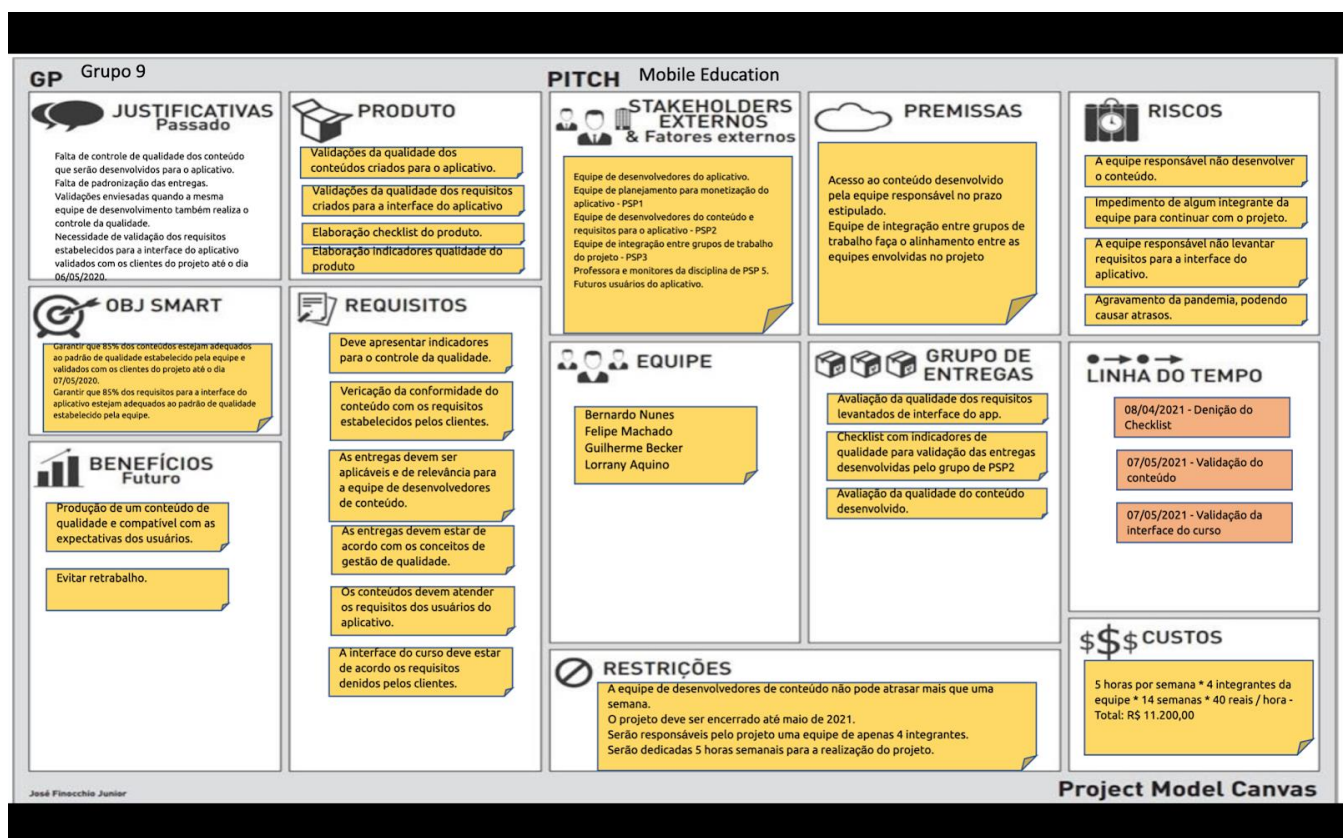 GP Grupo 9
PITCH Mobile Education
JUSTIFICATIVAS
Passado
Falta de controle de qualidade dos conteúdo
que serão desenvolvidos para o aplicativo.
Falta de padronização das entregas.
Validações enviesadas quando a mesma
equipe de desenvolvimento também realiza o
controle da qualidade.
Necessidade de validação dos requisitos
estabelecidos para a interface do aplicativo
validados com os clientes do projeto até o dia
06/05/2020.
OBJ SMART
Garantir que 85% dos conteúdos estejam adequados
ao padrão de qualidade estabelecido pela equipe e
validados com os clientes do projeto até o dia
07/05/2020.
Garantir que 85% dos requisitos para a interface do
aplicativo estejam adequados ao padrão de qualidade
estabelecido pela equipe.
BENEFÍCIOS
Futuro
Produção de um conteúdo de
qualidade e compatível com as
expectativas dos usuários.
Evitar retrabalho.
PRODUTO
Validações da qualidade dos
conteúdos criados para o aplicativo.
Validações da qualidade dos requisitos
criados para a interface do aplicativo
Elaboração checklist do produto.
Elaboração indicadores qualidade do
produto
REQUISITOS
Deve apresentar indicadores
para o controle da qualidade.
Vericação da conformidade do
conteúdo com os requisitos
estabelecidos pelos clientes.
As entregas devem ser
aplicáveis e de relevância para
a equipe de desenvolvedores
de conteúdo.
As entregas devem estar de
acordo com os conceitos de
gestão de qualidade.
Os conteúdos devem atender
os requisitos dos usuários do
aplicativo.
A interface do curso deve estar
de acordo os requisitos
denidos pelos clientes.
STAKEHOLDERS
EXTERNOS
& Fatores externos
Equipe de desenvolvedores do aplicativo.
Equipe de planejamento para monetização do
aplicativo - PSP1
Equipe de desenvolvedores do conteúdo e
requisitos para o aplicativo - PSP2
Equipe de integração entre grupos de trabalho
do projeto - PSP3
Professora e monitores da disciplina de PSP 5.
Futuros usuários do aplicativo.
EQUIPE
Bernardo Nunes
Felipe Machado
Guilherme Becker
Lorrany Aquino
PREMISSAS
Acesso ao conteúdo desenvolvido
pela equipe responsável no prazo
estipulado.
Equipe de integração entre grupos de
trabalho faça o alinhamento entre as
equipes envolvidas no projeto
GRUPO DE
ENTREGAS
Avaliação da qualidade dos requisitos
levantados de interface do app.
Checklist com indicadores de
qualidade para validação das entregas
desenvolvidas pelo grupo de PSP2
Avaliação da qualidade do conteúdo
desenvolvido.
RESTRIÇÕES
A equipe de desenvolvedores de conteúdo não pode atrasar mais que uma
semana.
O projeto deve ser encerrado até maio de 2021.
Serão responsáveis pelo projeto uma equipe de apenas 4 integrantes.
Serão dedicadas 5 horas semanais para a realização do projeto.
RISCOS
A equipe responsável não desenvolver
o conteúdo.
Impedimento de algum integrante da
equipe para continuar com o projeto.
A equipe responsável não levantar
requisitos para a interface do
aplicativo.
Agravamento da pandemia, podendo
causar atrasos.
LINHA DO TEMPO
08/04/2021 - Denição do
Checklist
07/05/2021 - Validação do
conteúdo
07/05/2021 - Validação da
interface do curso
$$$ CUSTOS
5 horas por semana * 4 integrantes da
equipe * 14 semanas * 40 reais / hora -
Total: R$ 11.200,00
José Finocchio Junior
Project Model Canvas